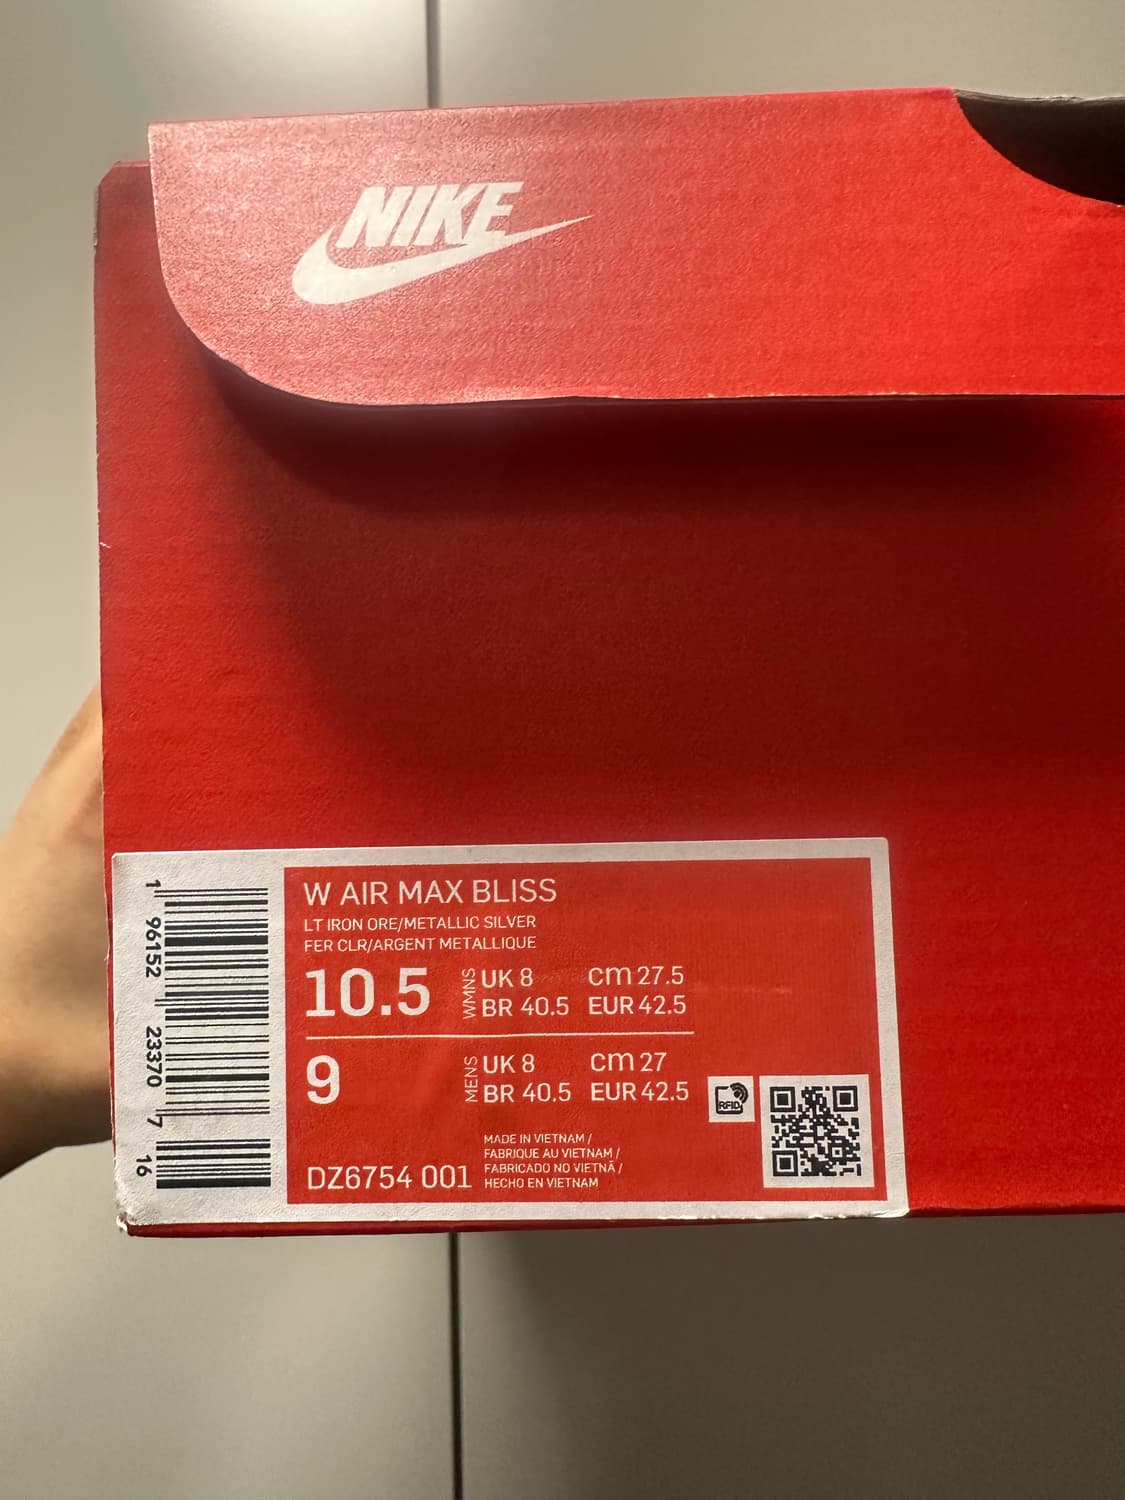 NIKE
W AIR MAX BLISS
LT IRON ORE/METALLIC SILVER
FER CLR/ARGENT METALLIQUE
10.5 WMNS UK 8 cm 27.5
BR 40.5 EUR 42.5
9 MENS UK 8 cm 27
BR 40.5 EUR 42.5
RFID
MADE IN VIETNAM /
FABRIQUE AU VIETNAM /
FABRICADO NO VIETNÃ /
HECHO EN VIETNAM
DZ6754 001
1 96152 23370 7 16